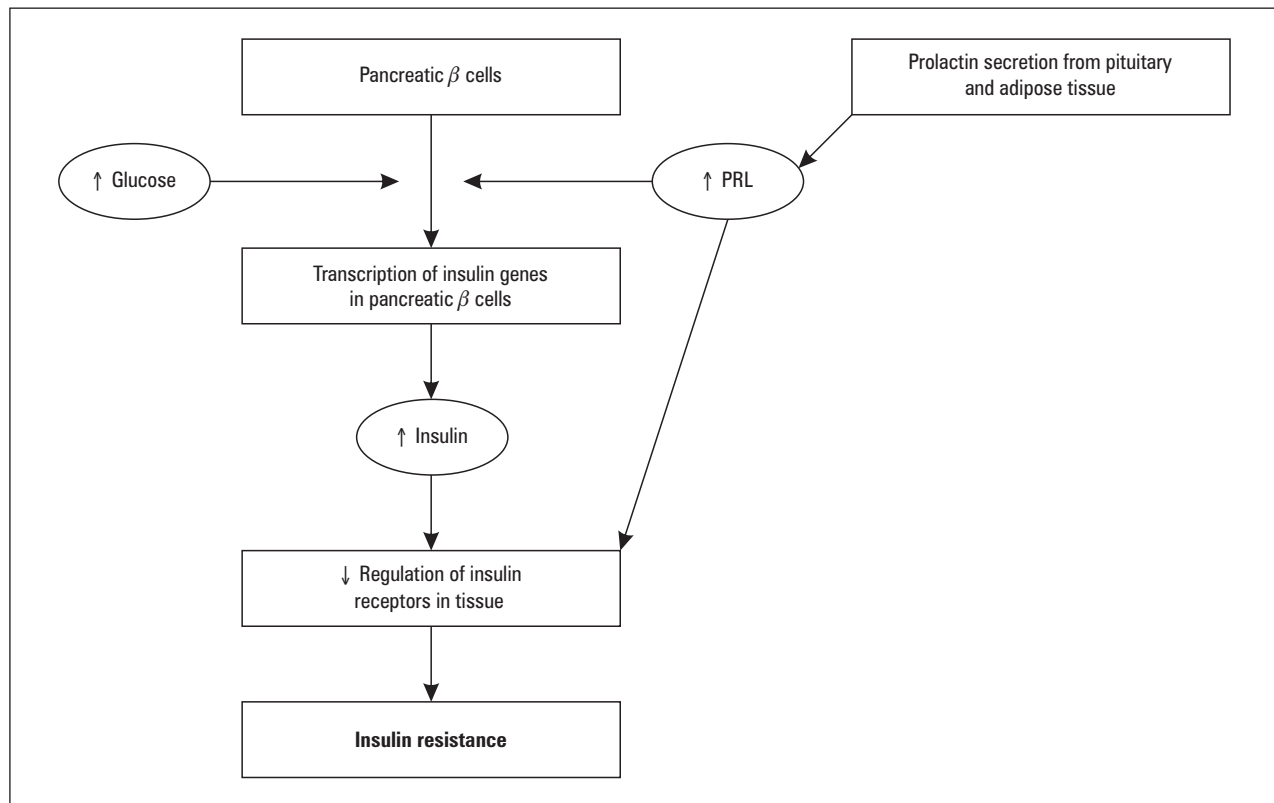 Pancreatic β cells
Prolactin secretion from pituitary
and adipose tissue
↑ Glucose
↑ PRL
Transcription of insulin genes
in pancreatic β cells
↑ Insulin
↓ Regulation of insulin
receptors in tissue
Insulin resistance